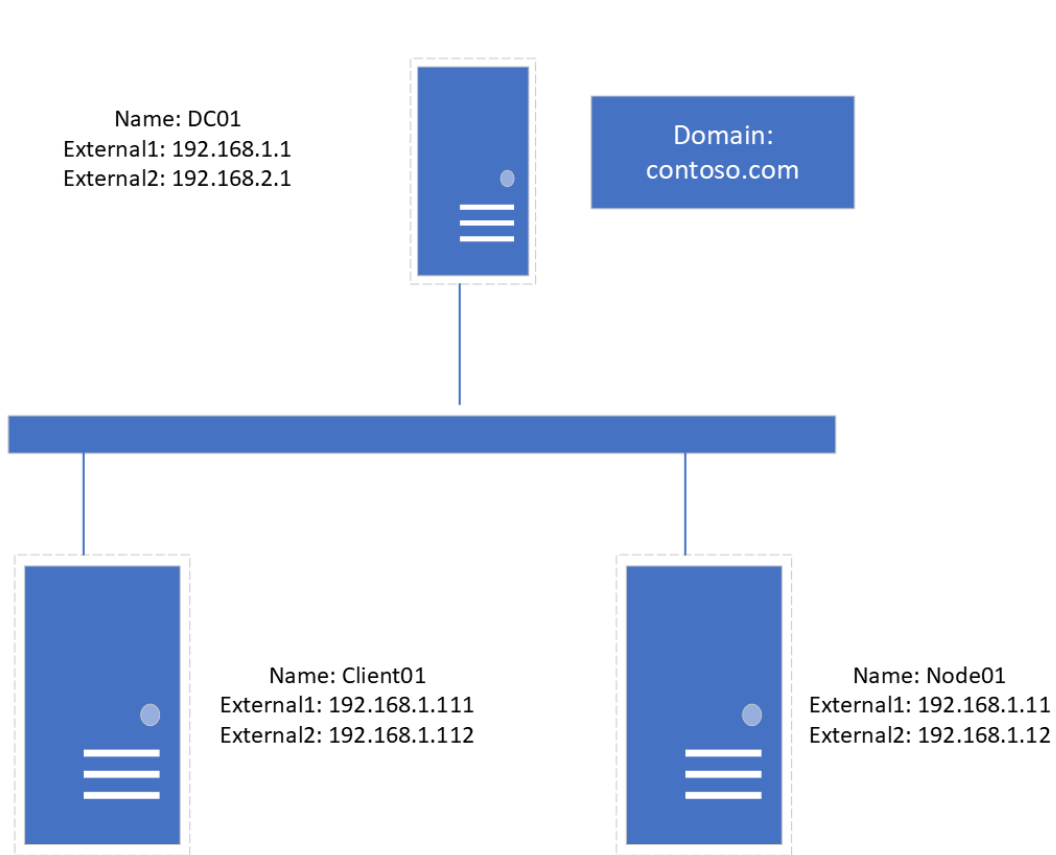 Name: DC01
External1: 192.168.1.1
External2: 192.168.2.1
Domain:
contoso.com
Name: Client01
External1: 192.168.1.111
External2: 192.168.1.112
Name: Node01
External1: 192.168.1.11
External2: 192.168.1.12